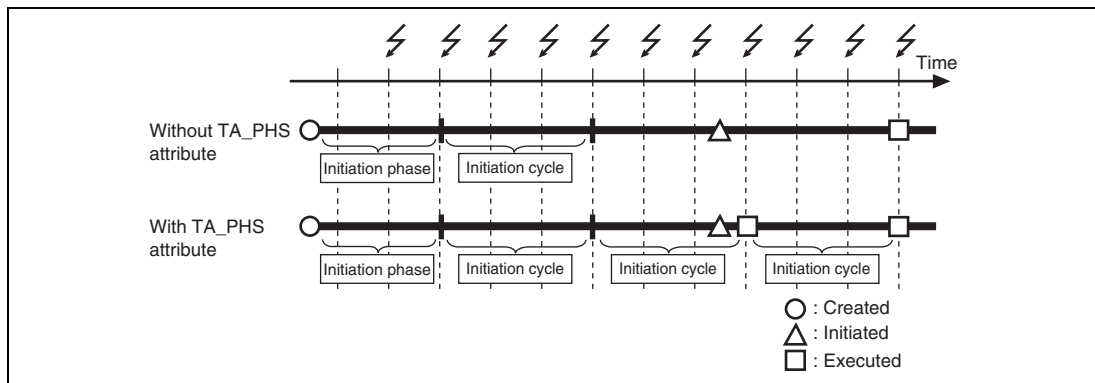 Time
Without TA_PHS
attribute
Initiation phase
Initiation cycle
With TA_PHS
attribute
Initiation phase
Initiation cycle
Initiation cycle
Initiation cycle
: Created
: Initiated
: Executed